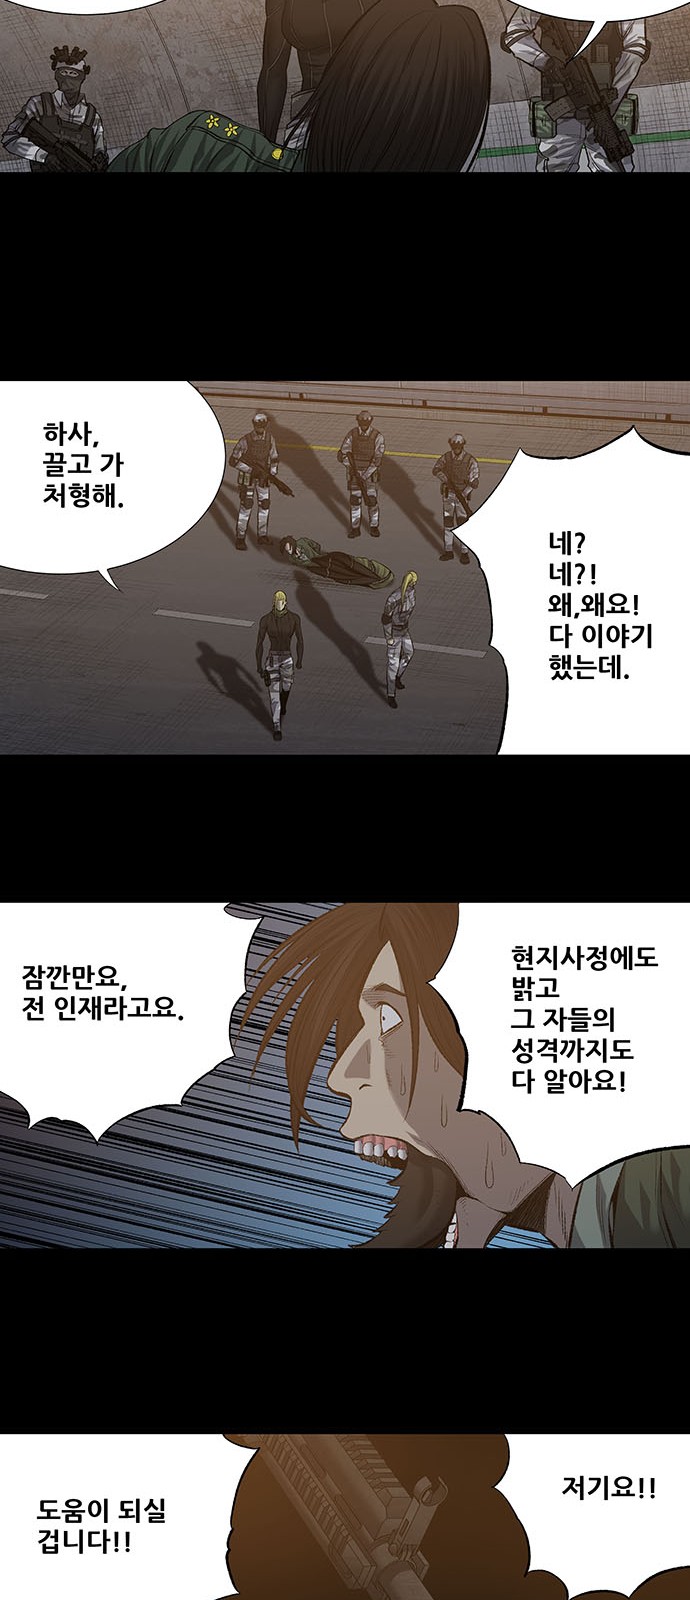 하사,
끌고 가
처형해.
네?
네?!
왜,왜요!
다 이야기
했는데.
잠깐만요,
전 인재라고요.
현지사정에도
밝고
그 자들의
성격까지도
다 알아요!
저기요!!
도움이 되실
겁니다!!